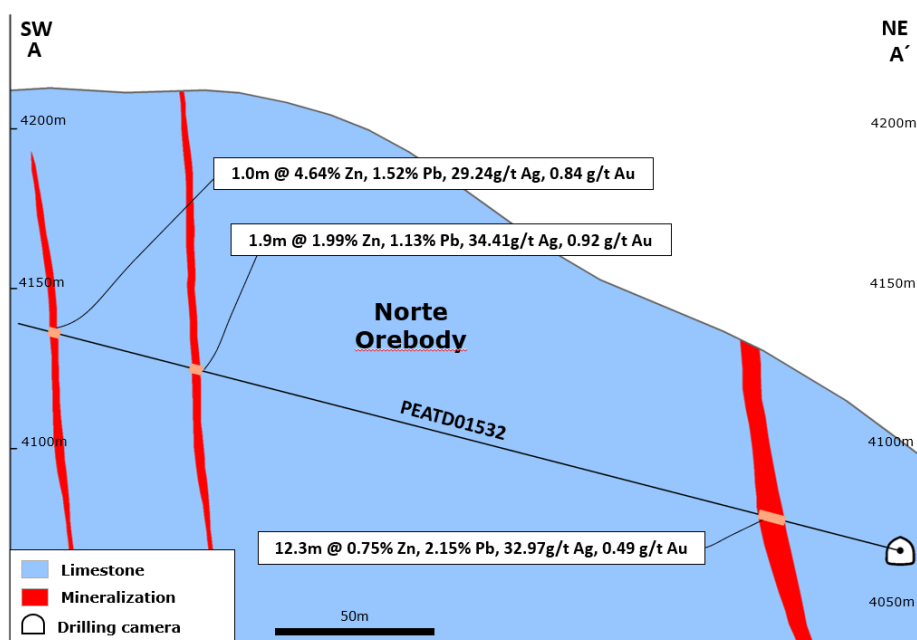 SW
A
NE
A´
4200m
4200m
1.0m @ 4.64% Zn, 1.52% Pb, 29.24g/t Ag, 0.84 g/t Au
1.9m @ 1.99% Zn, 1.13% Pb, 34.41g/t Ag, 0.92 g/t Au
4150m
4150m
Norte
Orebody
PEATD01532
4100m
4100m
12.3m @ 0.75% Zn, 2.15% Pb, 32.97g/t Ag, 0.49 g/t Au
Limestone
Mineralization
Drilling camera
50m
4050m